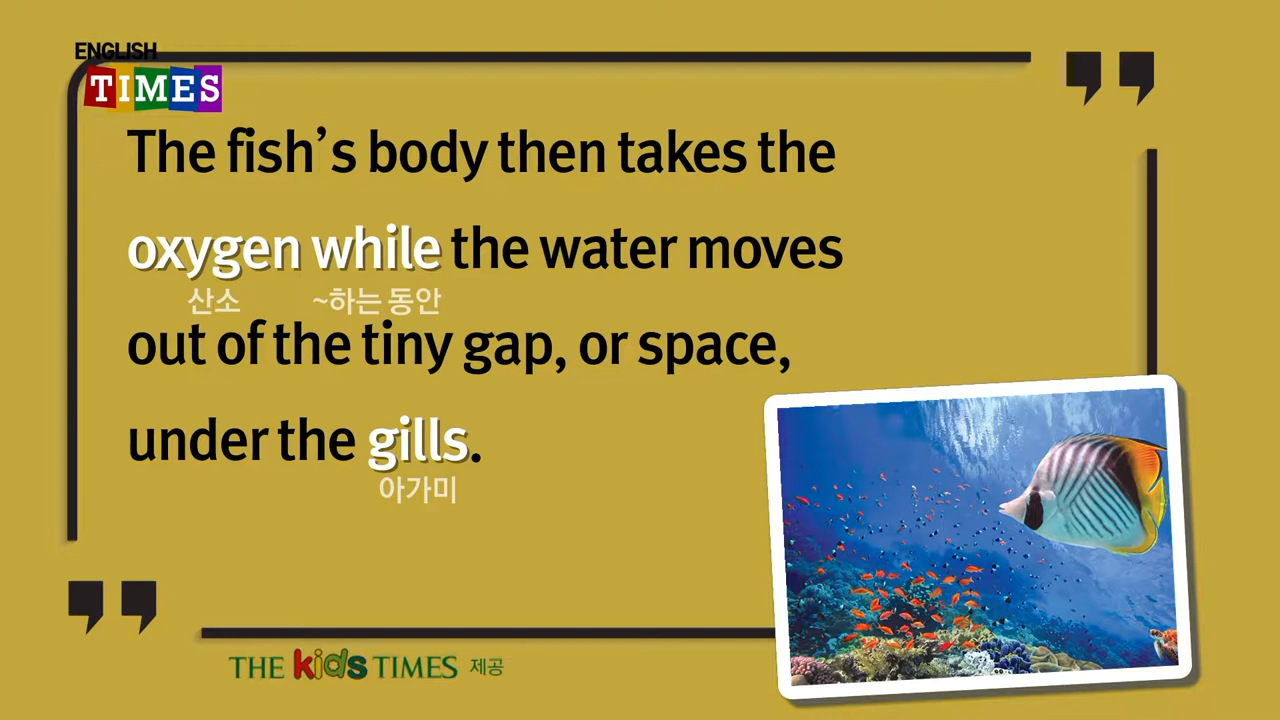 ENGLISH
TIMES
The fish’s body then takes the
oxygen while the water moves
산소 ~하는 동안
out of the tiny gap, or space,
under the gills.
아가미
THE kids TIMES 제공